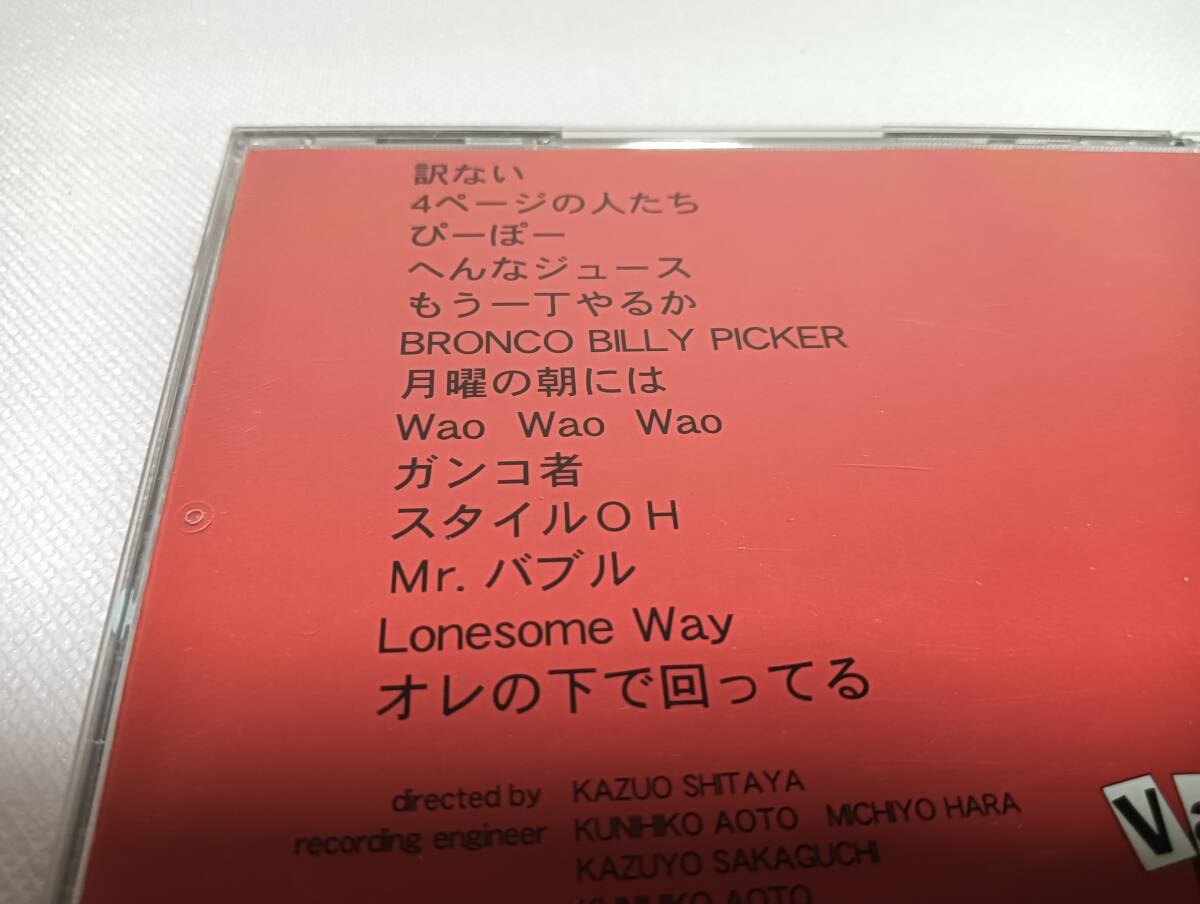 訳ない
4ページの人たち
ぴーぽー
へんなジュース
もう一丁やるか
BRONCO BILLY PICKER
月曜の朝には
Wao Wao Wao
ガンコ者
スタイルOH
Mr. バブル
Lonesome Way
オレの下で回ってる
directed by KAZUO SHITAYA
recording engineer KUNIHIKO AOTO MICHIYO HARA
KAZUYO SAKAGUCHI
KUNIHIKO AOTO